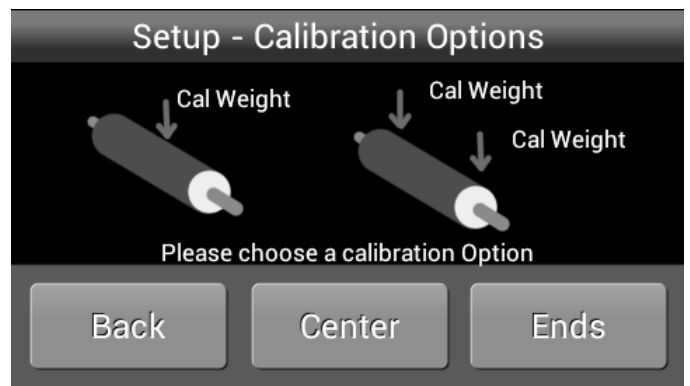 Setup - Calibration Options
Cal Weight
Cal Weight
Cal Weight
Please choose a calibration Option
Back
Center
Ends